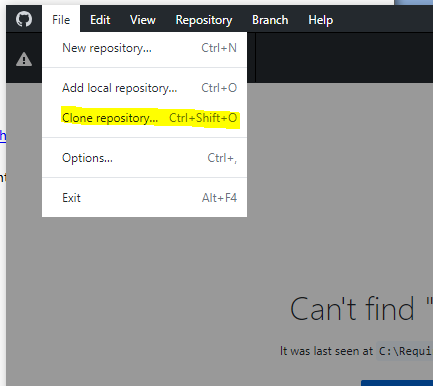 File Edit View Repository Branch Help
New repository... Ctrl+N
Add local repository... Ctrl+O
Clone repository... Ctrl+Shift+O
Options... Ctrl+,
Exit Alt+F4
Can't find "
It was last seen at C:\Requi